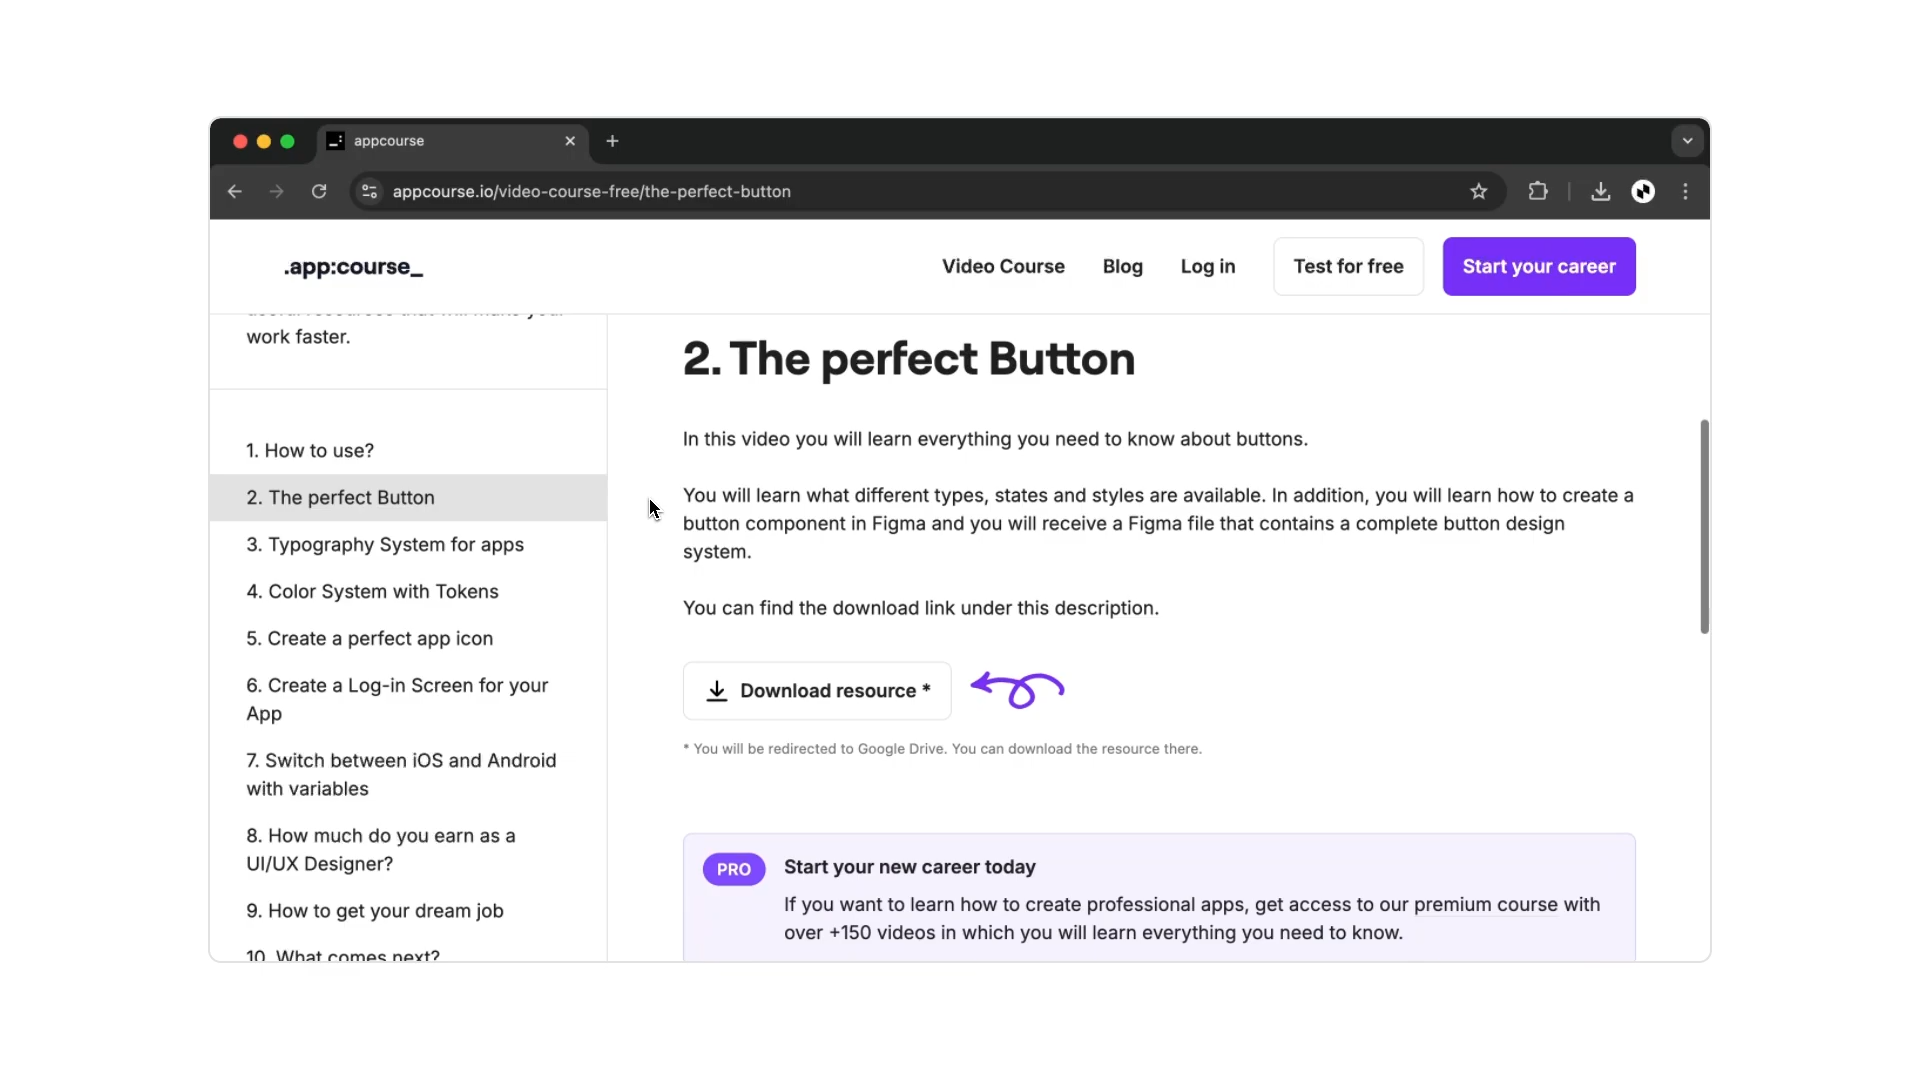 appcourse
appcourse.io/video-course-free/the-perfect-button
.app:course_
Video Course
Blog
Log in
Test for free
Start your career
work faster.
1. How to use?
2. The perfect Button
3. Typography System for apps
4. Color System with Tokens
5. Create a perfect app icon
6. Create a Log-in Screen for your
App
7. Switch between iOS and Android
with variables
8. How much do you earn as a
UI/UX Designer?
9. How to get your dream job
10. What comes next?
2. The perfect Button
In this video you will learn everything you need to know about buttons.
You will learn what different types, states and styles are available. In addition, you will learn how to create a
button component in Figma and you will receive a Figma file that contains a complete button design
system.
You can find the download link under this description.
Download resource *
* You will be redirected to Google Drive. You can download the resource there.
PRO
Start your new career today
If you want to learn how to create professional apps, get access to our premium course with
over +150 videos in which you will learn everything you need to know.